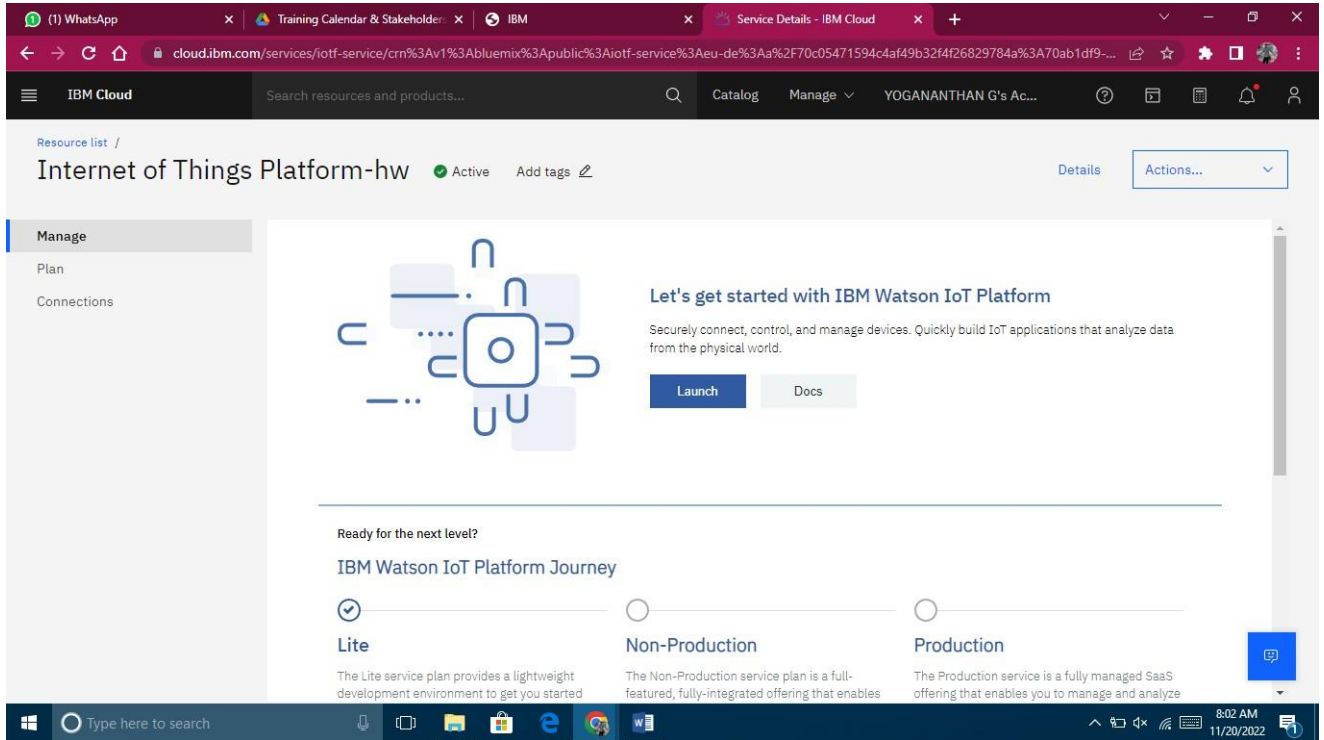 (1) WhatsApp
Training Calendar & Stakeholder
IBM
Service Details - IBM Cloud
cloud.ibm.com/services/iotf-service/crn%3Av1%3Abluemix%3Apublic%3Aiotf-service%3Aeu-de%3Aa%2F70c05471594c4af49b32f4f26829784a%3A70ab1df9-...
IBM Cloud
Search resources and products...
Catalog
Manage
YOGANANTHAN G's Ac...
Resource list /
Internet of Things Platform-hw
Active
Add tags
Details
Actions...
Manage
Plan
Connections
Let's get started with IBM Watson IoT Platform
Securely connect, control, and manage devices. Quickly build IoT applications that analyze data
from the physical world.
Launch
Docs
Ready for the next level?
IBM Watson IoT Platform Journey
Lite
The Lite service plan provides a lightweight
development environment to get you started
Non-Production
The Non-Production service plan is a full-
featured, fully-integrated offering that enables
Production
The Production service is a fully managed SaaS
offering that enables you to manage and analyze
Type here to search
8:02 AM
11/20/2022
1